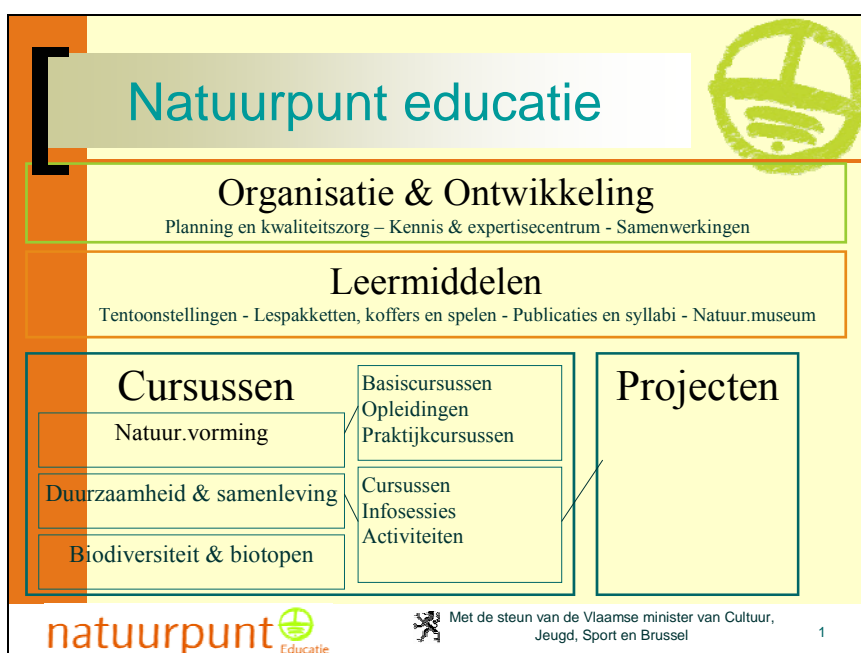 Natuurpunt educatie
Organisatie & Ontwikkeling
Planning en kwaliteitszorg – Kennis & expertisecentrum - Samenwerkingen
Leermiddelen
Tentoonstellingen - Lespakketten, koffers en spelen - Publicaties en syllabi - Natuur.museum
Cursussen
Natuur.vorming
Duurzaamheid & samenleving
Biodiversiteit & biotopen
Basiscursussen
Opleidingen
Praktijkcursussen
Cursussen
Infosessies
Activiteiten
Projecten
natuurpunt
Educatie
Met de steun van de Vlaamse minister van Cultuur,
Jeugd, Sport en Brussel
1